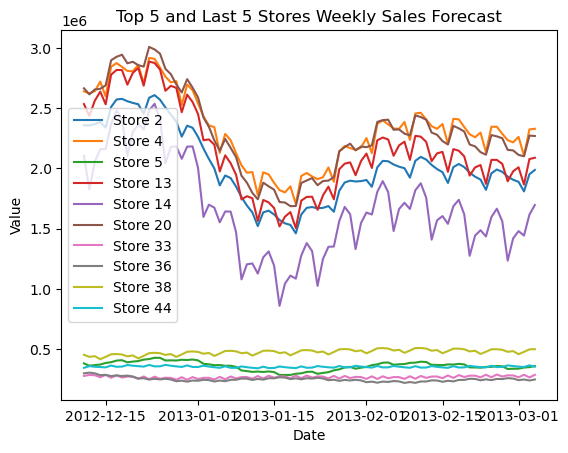 Top 5 and Last 5 Stores Weekly Sales Forecast
1e6
3.0
2.5
2.0
1.5
1.0
0.5
Value
Store 2
Store 4
Store 5
Store 13
Store 14
Store 20
Store 33
Store 36
Store 38
Store 44
2012-12-15 2013-01-01 2013-01-15 2013-02-01 2013-02-15 2013-03-01
Date